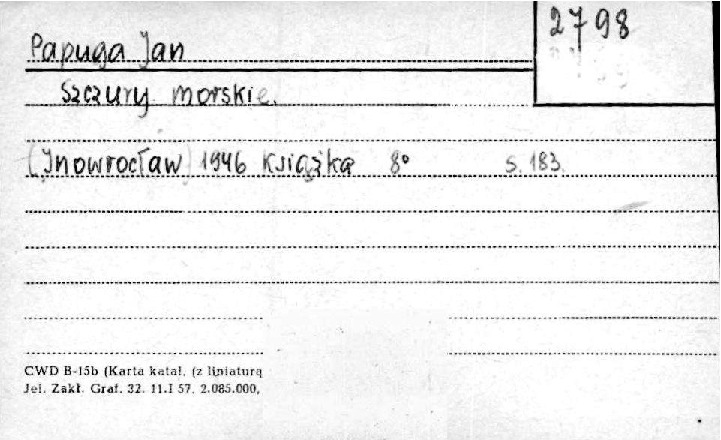 2798
Papuga Jan
Szczury morskie.
(Inowrocław) 1946 Książka 8° s. 183.
CWD B-15b (Karta katal. (z liniaturą
Jel. Zakł. Graf. 32. 11.I 57. 2.085.000,